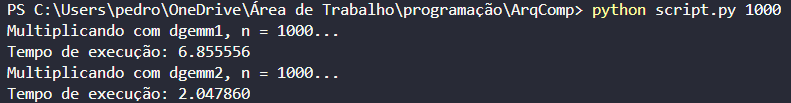 PS C:\Users\pedro\OneDrive\Área de Trabalho\programação\ArqComp> python script.py 1000
Multiplicando com dgemm1, n = 1000...
Tempo de execução: 6.855556
Multiplicando com dgemm2, n = 1000...
Tempo de execução: 2.047860